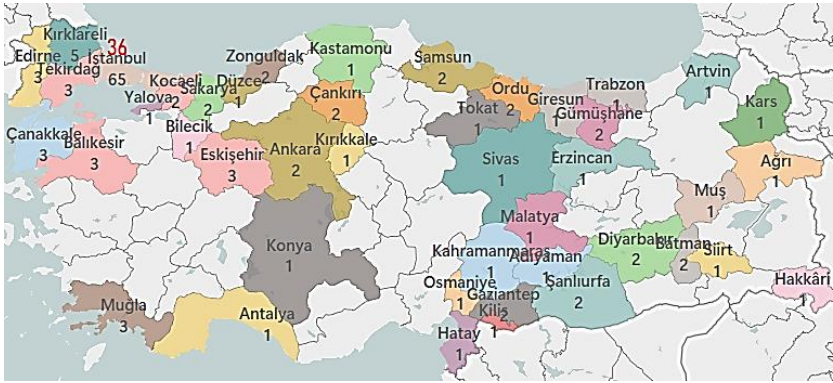 Kırklareli
5
36
Edirne
3
Tekirdağ
3
İstanbul
65
Kocaeli
2
Yalova
1
Sakarya
2
Düzce
1
Zonguldak
2
Kastamonu
1
Çankırı
2
Samsun
2
Tokat
1
Ordu
2
Giresun
1
Trabzon
1
Gümüşhane
2
Artvin
1
Kars
1
Çanakkale
3
Balıkesir
3
Bilecik
1
Eskişehir
3
Ankara
2
Kırıkkale
1
Sivas
1
Erzincan
1
Ağrı
1
Muş
1
Malatya
1
Konya
1
Kahramanmaraş
1
Adıyaman
1
Diyarbakır
2
Batman
2
Siirt
1
Hakkâri
1
Osmaniye
1
Gaziantep
2
Şanlıurfa
2
Kilis
1
Hatay
1
Muğla
3
Antalya
1